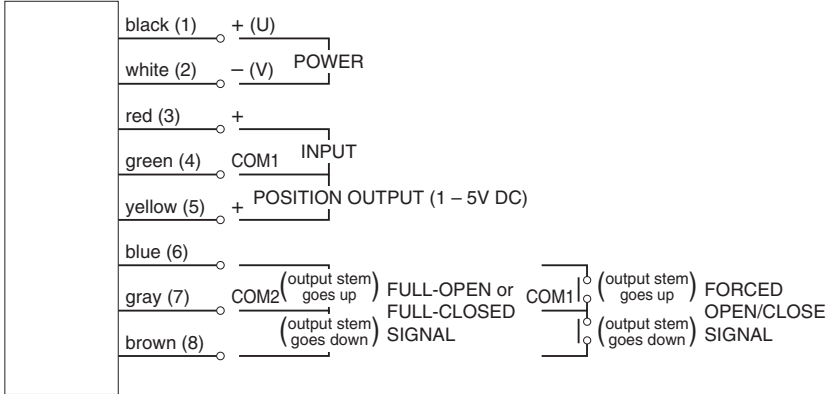 black (1) + (U)
POWER
white (2) – (V)
red (3) +
INPUT
green (4) COM1
POSITION OUTPUT (1 – 5V DC)
yellow (5) +
blue (6)
gray (7) COM2
(output stem goes up)
(output stem goes down)
FULL-OPEN or
FULL-CLOSED
SIGNAL
brown (8)
COM1
(output stem goes up)
(output stem goes down)
FORCED
OPEN/CLOSE
SIGNAL